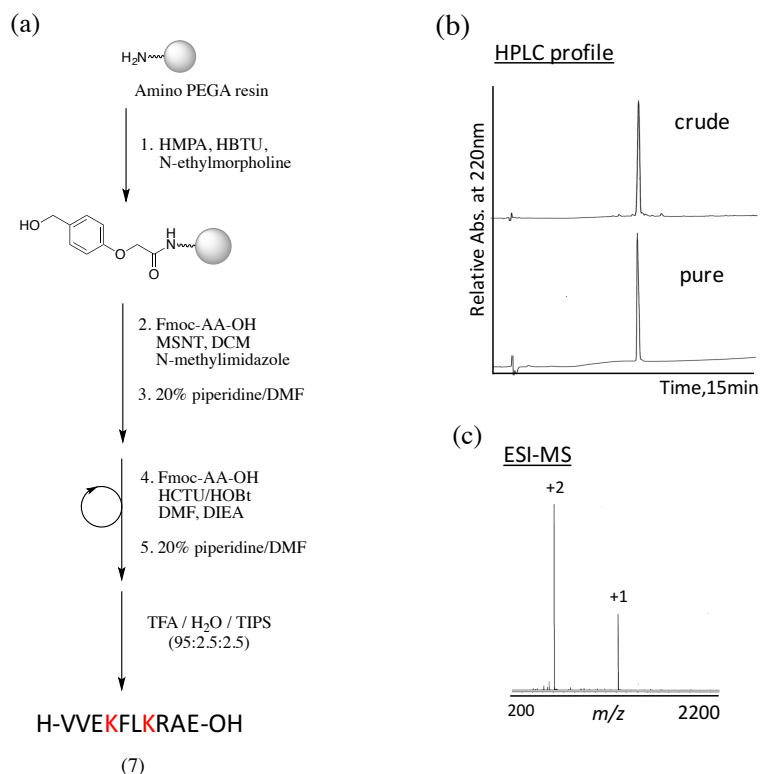 (a)
H₂N
Amino PEGA resin
1. HMPA, HBTU,
N-ethylmorpholine
HO
O
O
H
N
2. Fmoc-AA-OH
MSNT, DCM
N-methylimidazole
3. 20% piperidine/DMF
4. Fmoc-AA-OH
HCTU/HOBt
DMF, DIEA
5. 20% piperidine/DMF
TFA / H₂O / TIPS
(95:2.5:2.5)
H-VVEKFLKRAE-OH
(7)
(b)
HPLC profile
Relative Abs. at 220nm
crude
pure
Time,15min
(c)
ESI-MS
+2
+1
200
m/z
2200